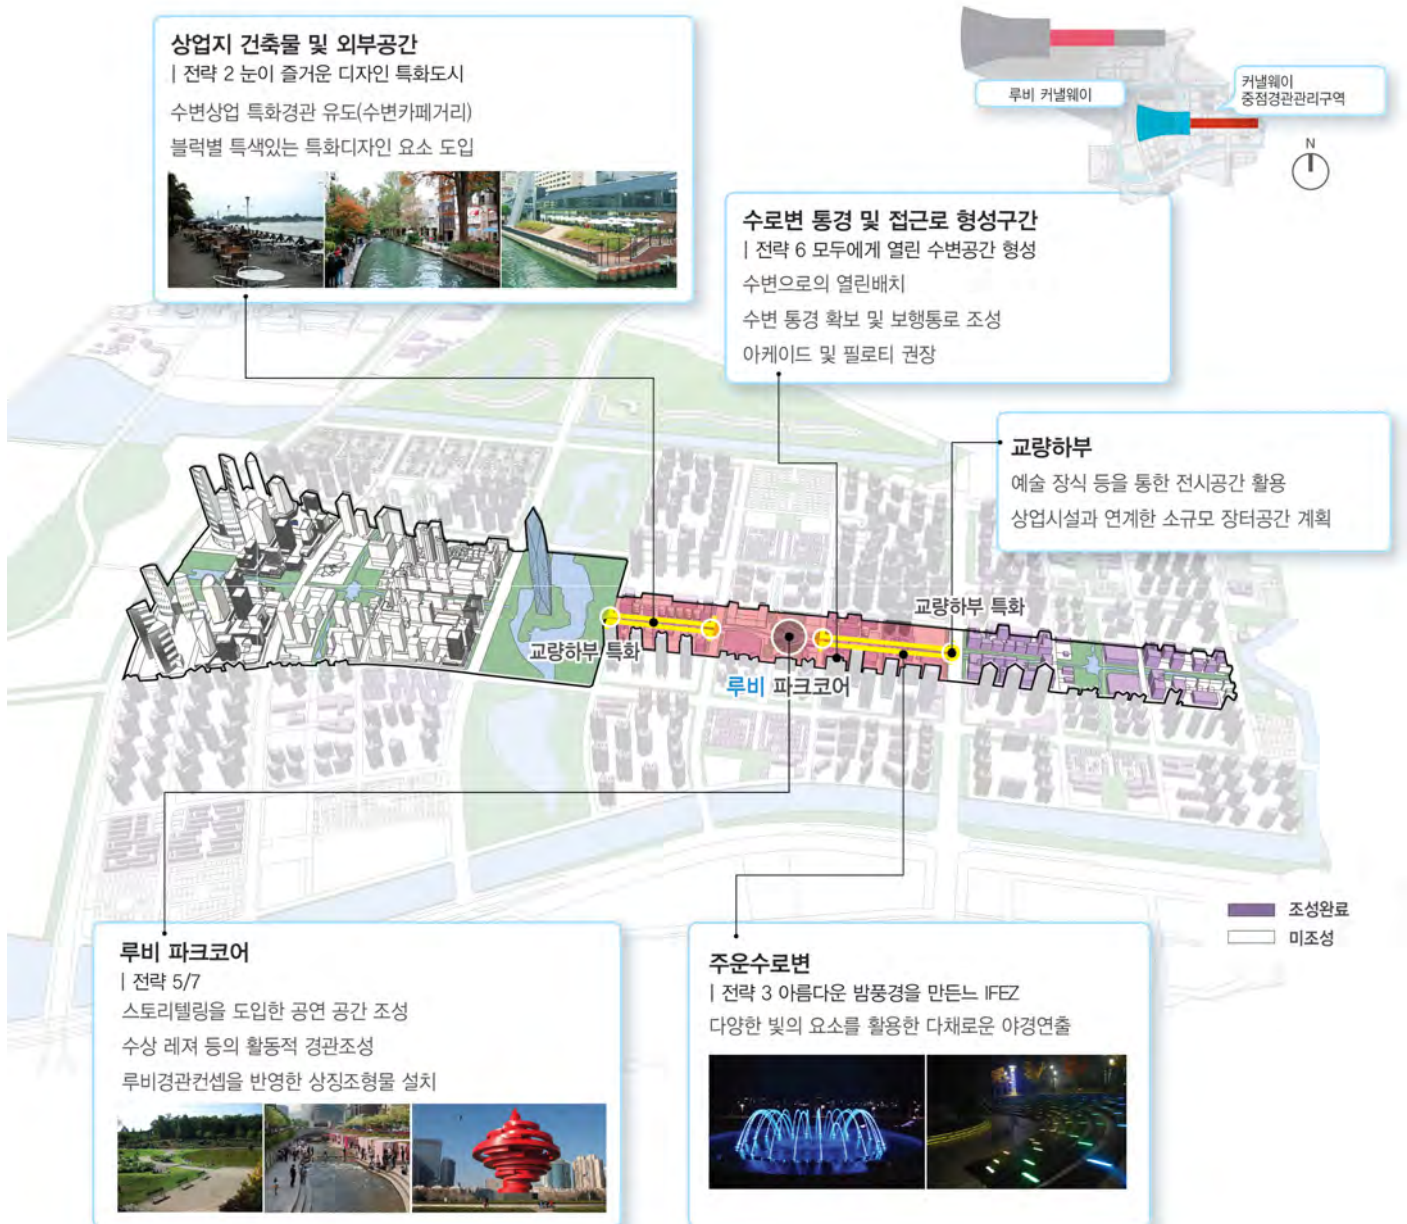 상업지 건축물 및 외부공간
| 전략 2 눈이 즐거운 디자인 특화도시
수변상업 특화경관 유도(수변카페거리)
블럭별 특색있는 특화디자인 요소 도입
루비 커낼웨이
커낼웨이
중점경관관리구역
N
수로변 통경 및 접근로 형성구간
| 전략 6 모두에게 열린 수변공간 형성
수변으로의 열린배치
수변 통경 확보 및 보행통로 조성
아케이드 및 필로티 권장
교량하부
예술 장식 등을 통한 전시공간 활용
상업시설과 연계한 소규모 장터공간 계획
교량하부 특화
교량하부 특화
루비 파크코어
조성완료
미조성
루비 파크코어
| 전략 5/7
스토리텔링을 도입한 공연 공간 조성
수상 레져 등의 활동적 경관조성
루비경관컨셉을 반영한 상징조형물 설치
주운수로변
| 전략 3 아름다운 밤풍경을 만든느 IFEZ
다양한 빛의 요소를 활용한 다채로운 야경연출